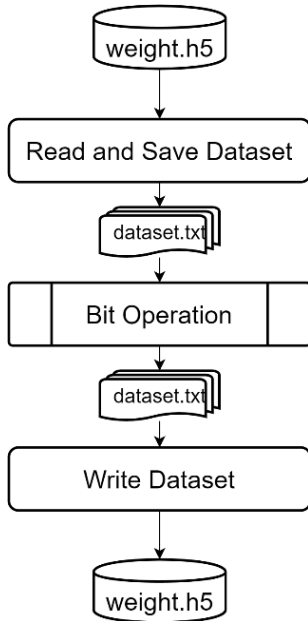 weight.h5
Read and Save Dataset
dataset.txt
Bit Operation
dataset.txt
Write Dataset
weight.h5